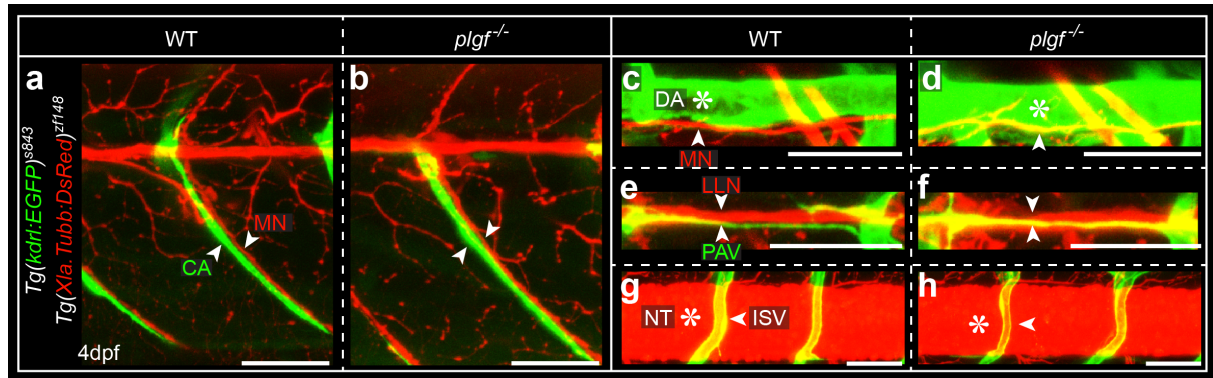 WT
plgf -/-
WT
plgf -/-
Tg(kdrl:EGFP)s843
Tg(Xla.Tubb:DsRed)zf148
a
CA
MN
4dpf
b
c
DA
*
MN
d
*
e
LLN
PAV
f
g
NT
*
ISV
h
*